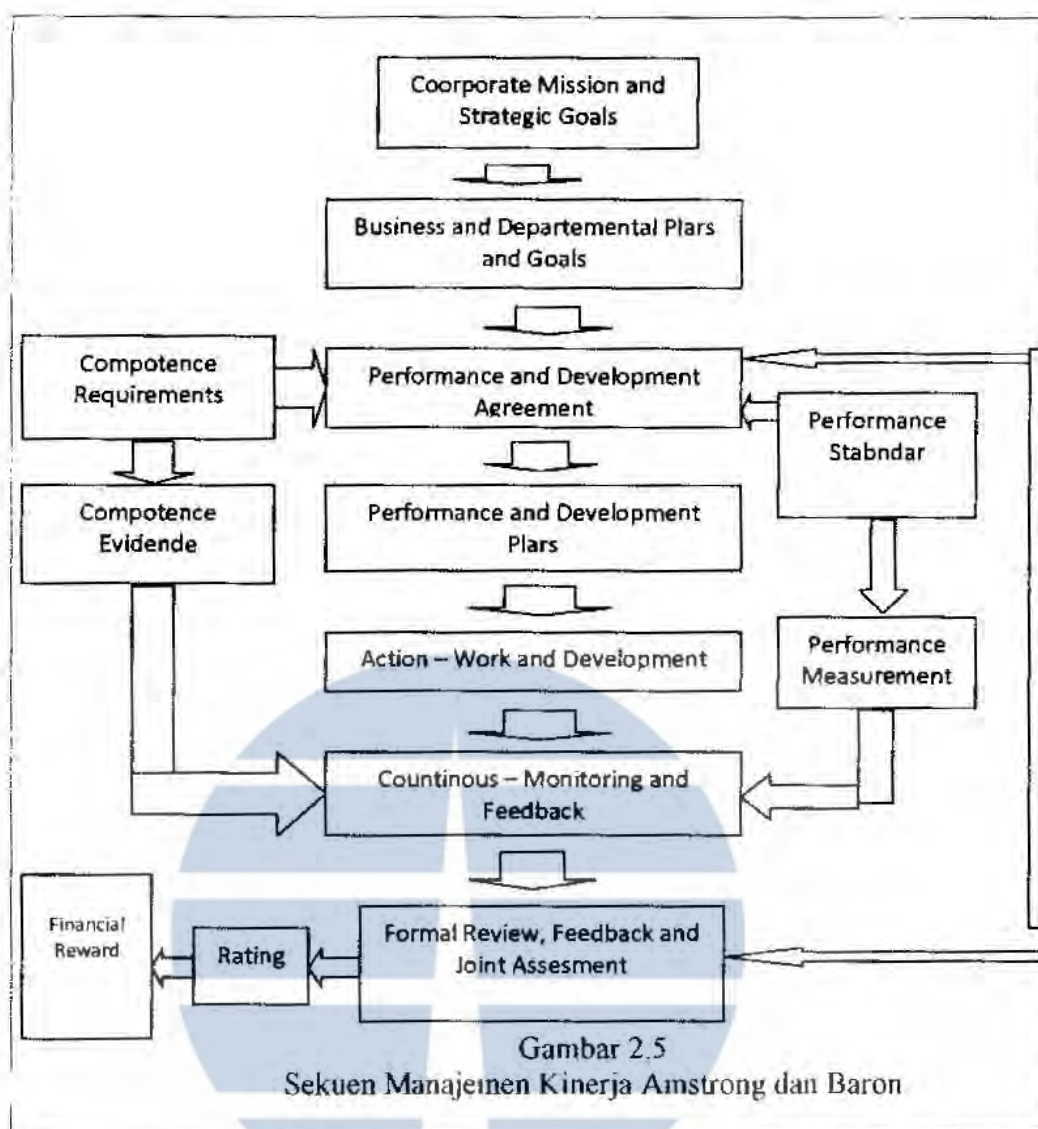 Coorporate Mission and
Strategic Goals
Business and Departemental Plars
and Goals
Compotence
Requirements
Performance and Development
Agreement
Performance
Stabndar
Compotence
Evidende
Performance and Development
Plars
Action – Work and Development
Performance
Measurement
Countinous – Monitoring and
Feedback
Financial
Reward
Rating
Formal Review, Feedback and
Joint Assesment
Gambar 2.5
Sekuen Manajemen Kinerja Amstrong dan Baron